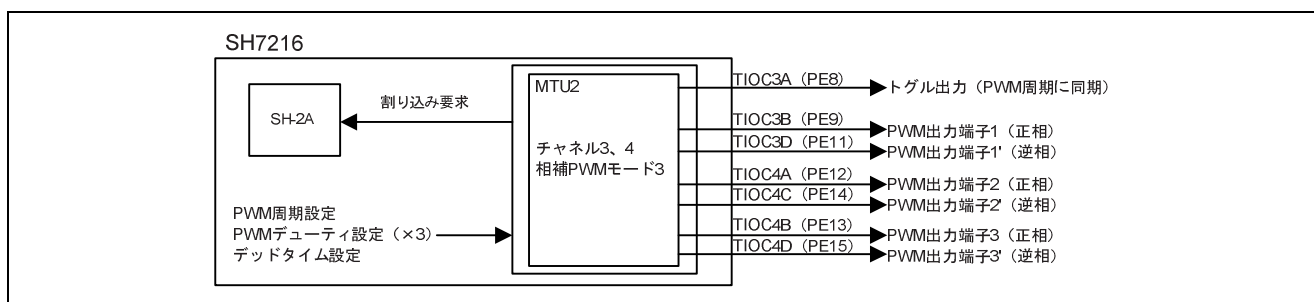 SH7216
SH-2A
割り込み要求
MTU2
チャネル3、4
相補PWMモード3
PWM周期設定
PWMデューティ設定（×3）
デッドタイム設定
TIOC3A（PE8）
トグル出力（PWM周期に同期）
TIOC3B（PE9）
PWM出力端子1（正相）
TIOC3D（PE11）
PWM出力端子1'（逆相）
TIOC4A（PE12）
PWM出力端子2（正相）
TIOC4C（PE14）
PWM出力端子2'（逆相）
TIOC4B（PE13）
PWM出力端子3（正相）
TIOC4D（PE15）
PWM出力端子3'（逆相）